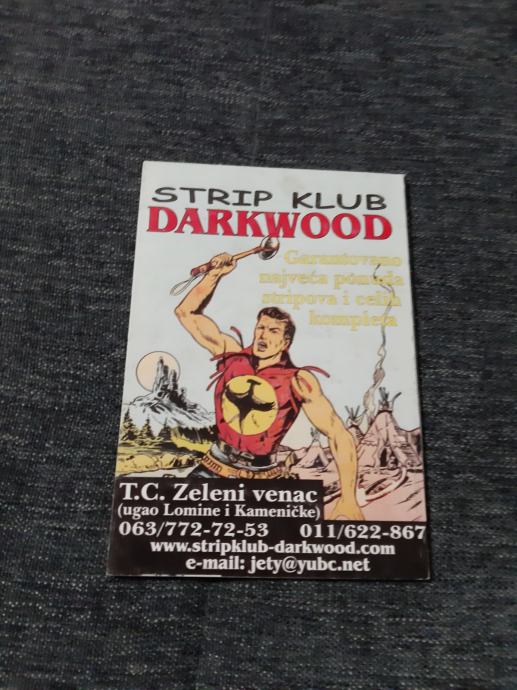 STRIP KLUB
DARKWOOD
Garantovano
najveća ponuda
stripova i celih
kompleta
T.C. Zeleni venac
(ugao Lomine i Kameničke)
063/772-72-53 011/622-867
www.stripklub-darkwood.com
e-mail: jety@yubc.net